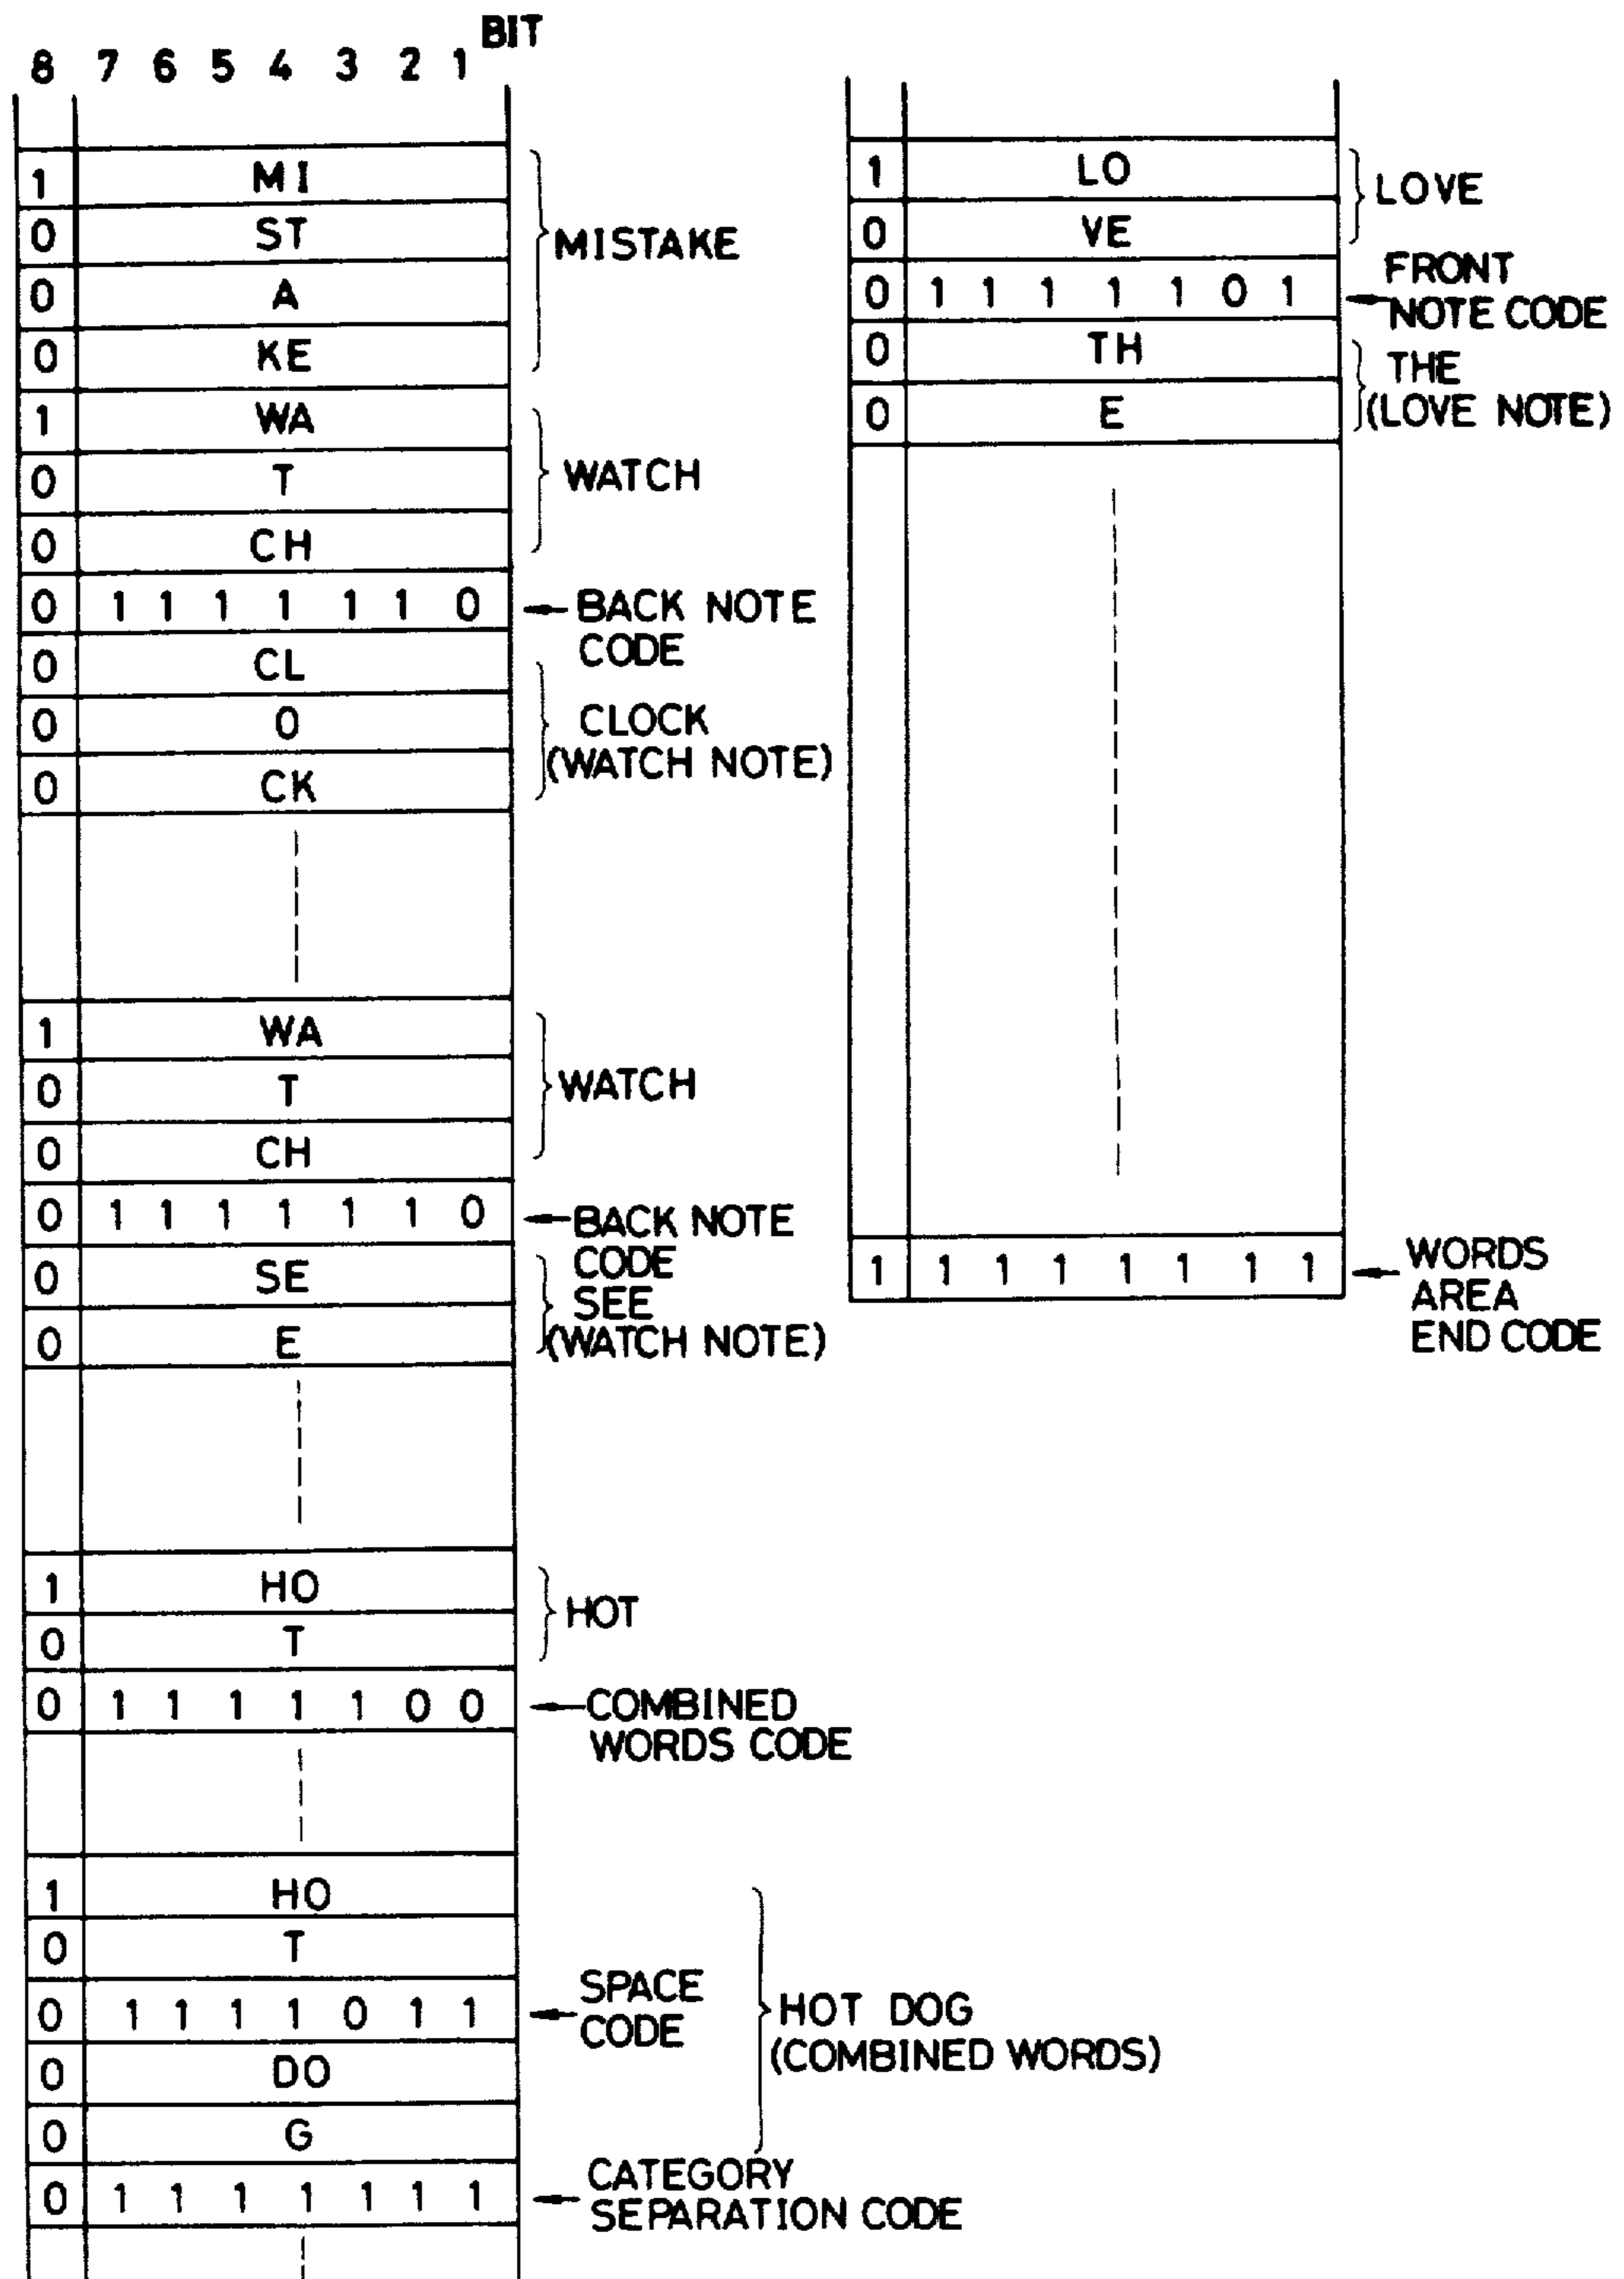 BIT
8 7 6 5 4 3 2 1
1 MI
0 ST
0 A
0 KE
MISTAKE
1 WA
0 T
0 CH
WATCH
0 1 1 1 1 1 1 0
BACK NOTE
CODE
0 CL
0 O
0 CK
CLOCK
(WATCH NOTE)
1 WA
0 T
0 CH
WATCH
0 1 1 1 1 1 1 0
BACK NOTE
CODE
0 SE
0 E
SEE
(WATCH NOTE)
1 HO
0 T
HOT
0 1 1 1 1 1 0 0
COMBINED
WORDS CODE
1 HO
0 T
0 1 1 1 1 0 1 1
SPACE
CODE
0 DO
0 G
HOT DOG
(COMBINED WORDS)
0 1 1 1 1 1 1 1
CATEGORY
SEPARATION CODE
1 LO
0 VE
LOVE
0 1 1 1 1 1 0 1
FRONT
NOTE CODE
0 TH
0 E
THE
(LOVE NOTE)
1 1 1 1 1 1 1 1
WORDS
AREA
END CODE